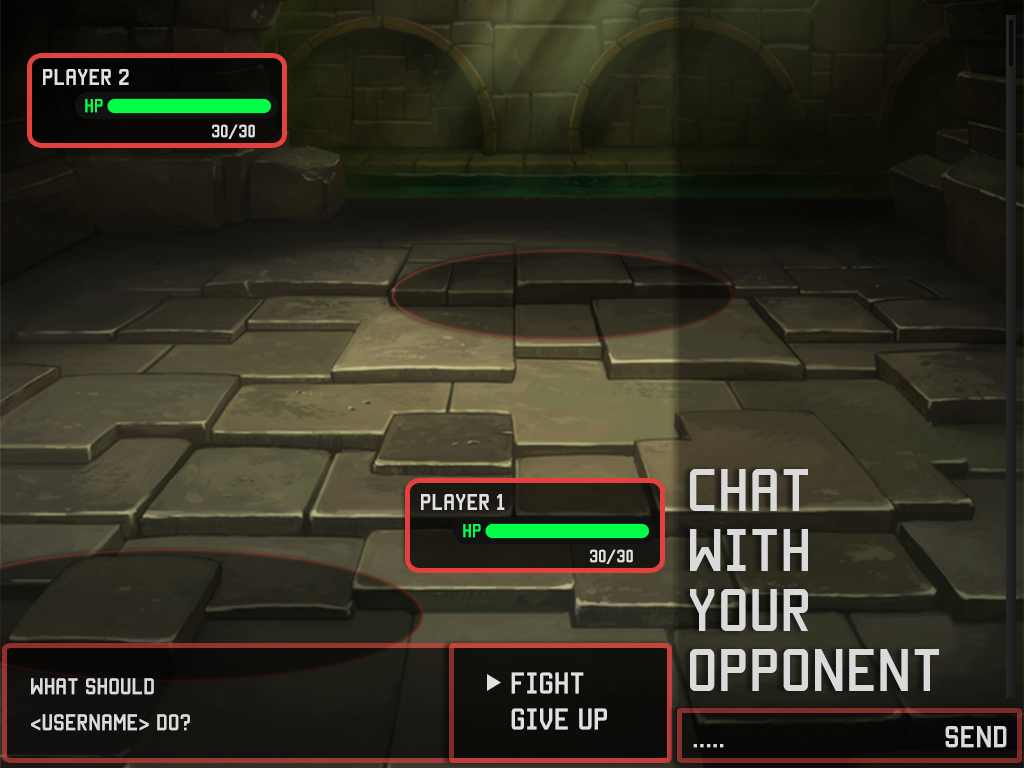 PLAYER 2
HP
30/30
PLAYER 1
HP
30/30
WHAT SHOULD
<USERNAME> DO?
FIGHT
GIVE UP
CHAT
WITH
YOUR
OPPONENT
..... SEND